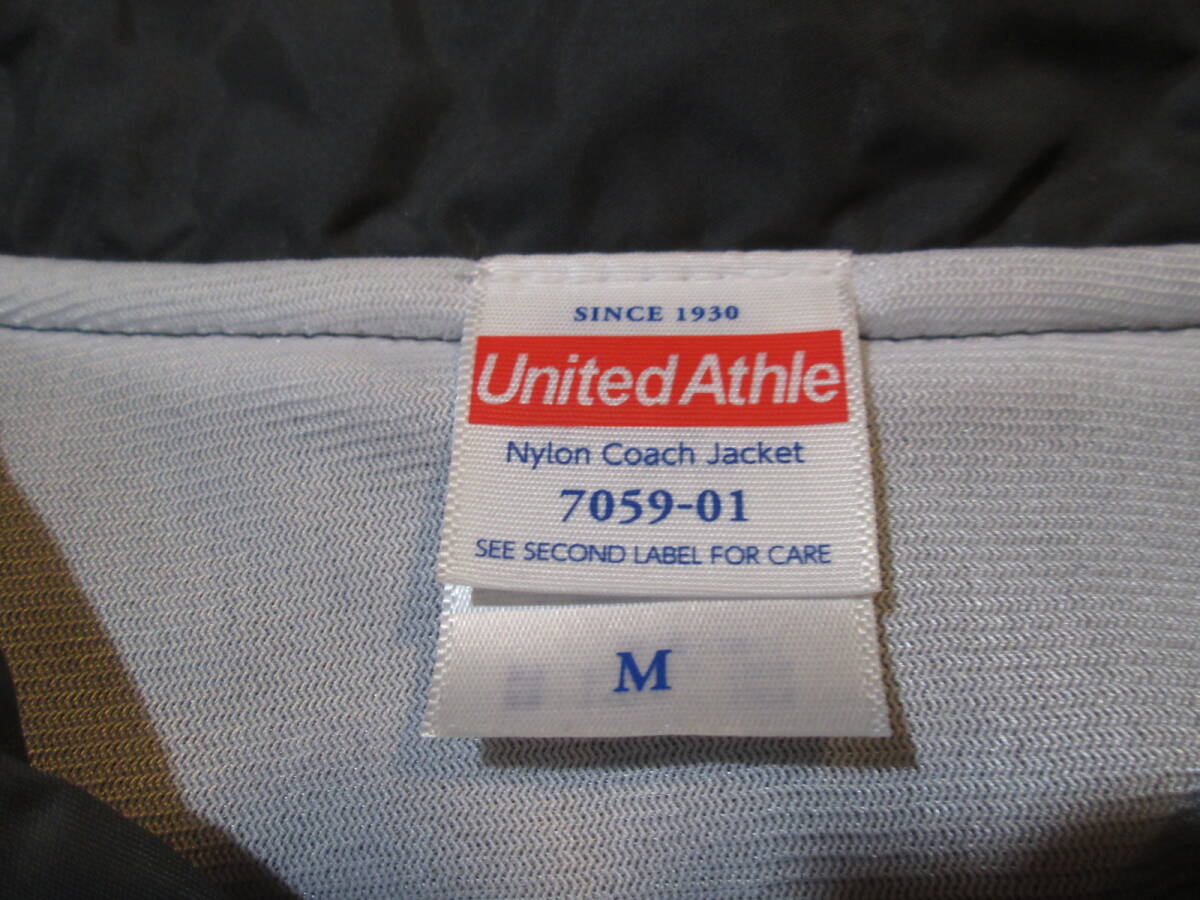 SINCE 1930
United Athle
Nylon Coach Jacket
7059-01
SEE SECOND LABEL FOR CARE
M